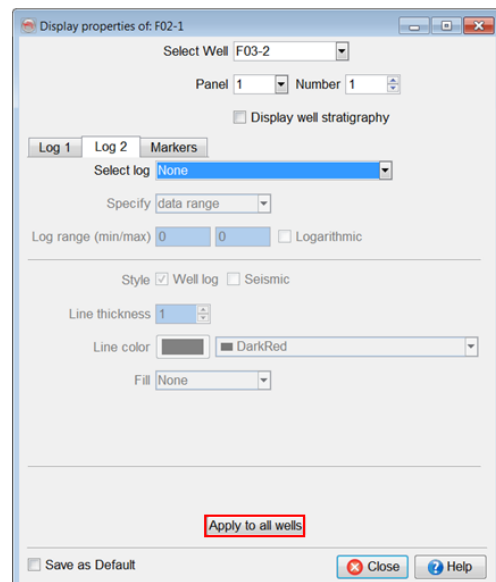 Display properties of: F02-1
Select Well F03-2
Panel 1 Number 1
Display well stratigraphy
Log 1 Log 2 Markers
Select log None
Specify data range
Log range (min/max) 0 0 Logarithmic
Style Well log Seismic
Line thickness 1
Line color DarkRed
Fill None
Apply to all wells
Save as Default Close Help